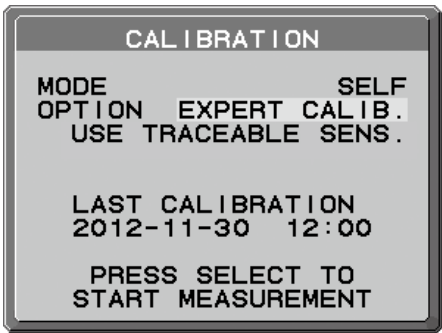 CALIBRATION
MODE SELF
OPTION EXPERT CALIB.
USE TRACEABLE SENS.
LAST CALIBRATION
2012-11-30 12:00
PRESS SELECT TO
START MEASUREMENT